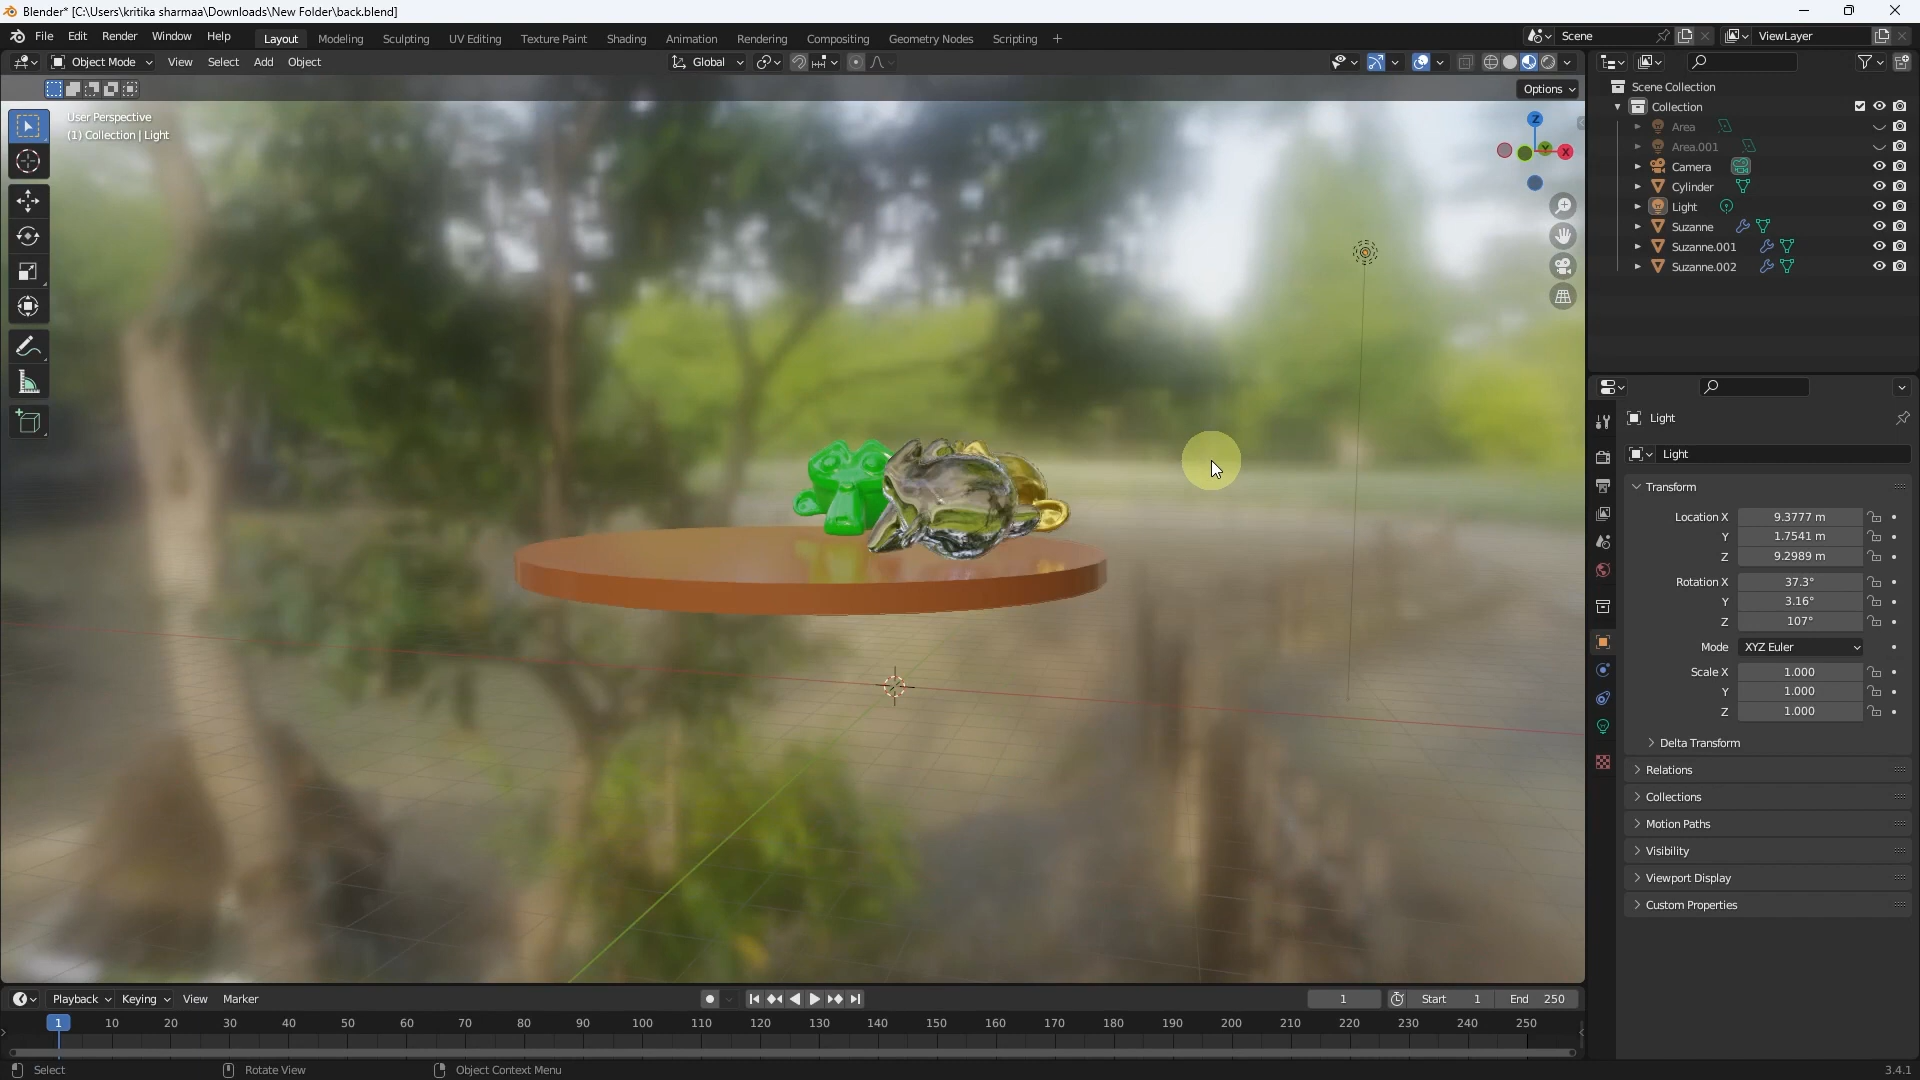 Blender* [C:\Users\kritika sharmaa\Downloads\New Folder\back.blend]
File Edit Render Window Help Layout Modeling Sculpting UV Editing Texture Paint Shading Animation Rendering Compositing Geometry Nodes Scripting + Scene ViewLayer
Object Mode View Select Add Object Global
Options
User Perspective
(1) Collection | Light
Z
Y
X
Scene Collection
Collection
Area
Area.001
Camera
Cylinder
Light
Suzanne
Suzanne.001
Suzanne.002
Light
Light
Transform
Location X 9.3777 m
Y 1.7541 m
Z 9.2989 m
Rotation X 37.3°
Y 3.16°
Z 107°
Mode XYZ Euler
Scale X 1.000
Y 1.000
Z 1.000
Delta Transform
Relations
Collections
Motion Paths
Visibility
Viewport Display
Custom Properties
Playback Keying View Marker 1 Start 1 End 250
1 10 20 30 40 50 60 70 80 90 100 110 120 130 140 150 160 170 180 190 200 210 220 230 240 250
Select Rotate View Object Context Menu 3.4.1